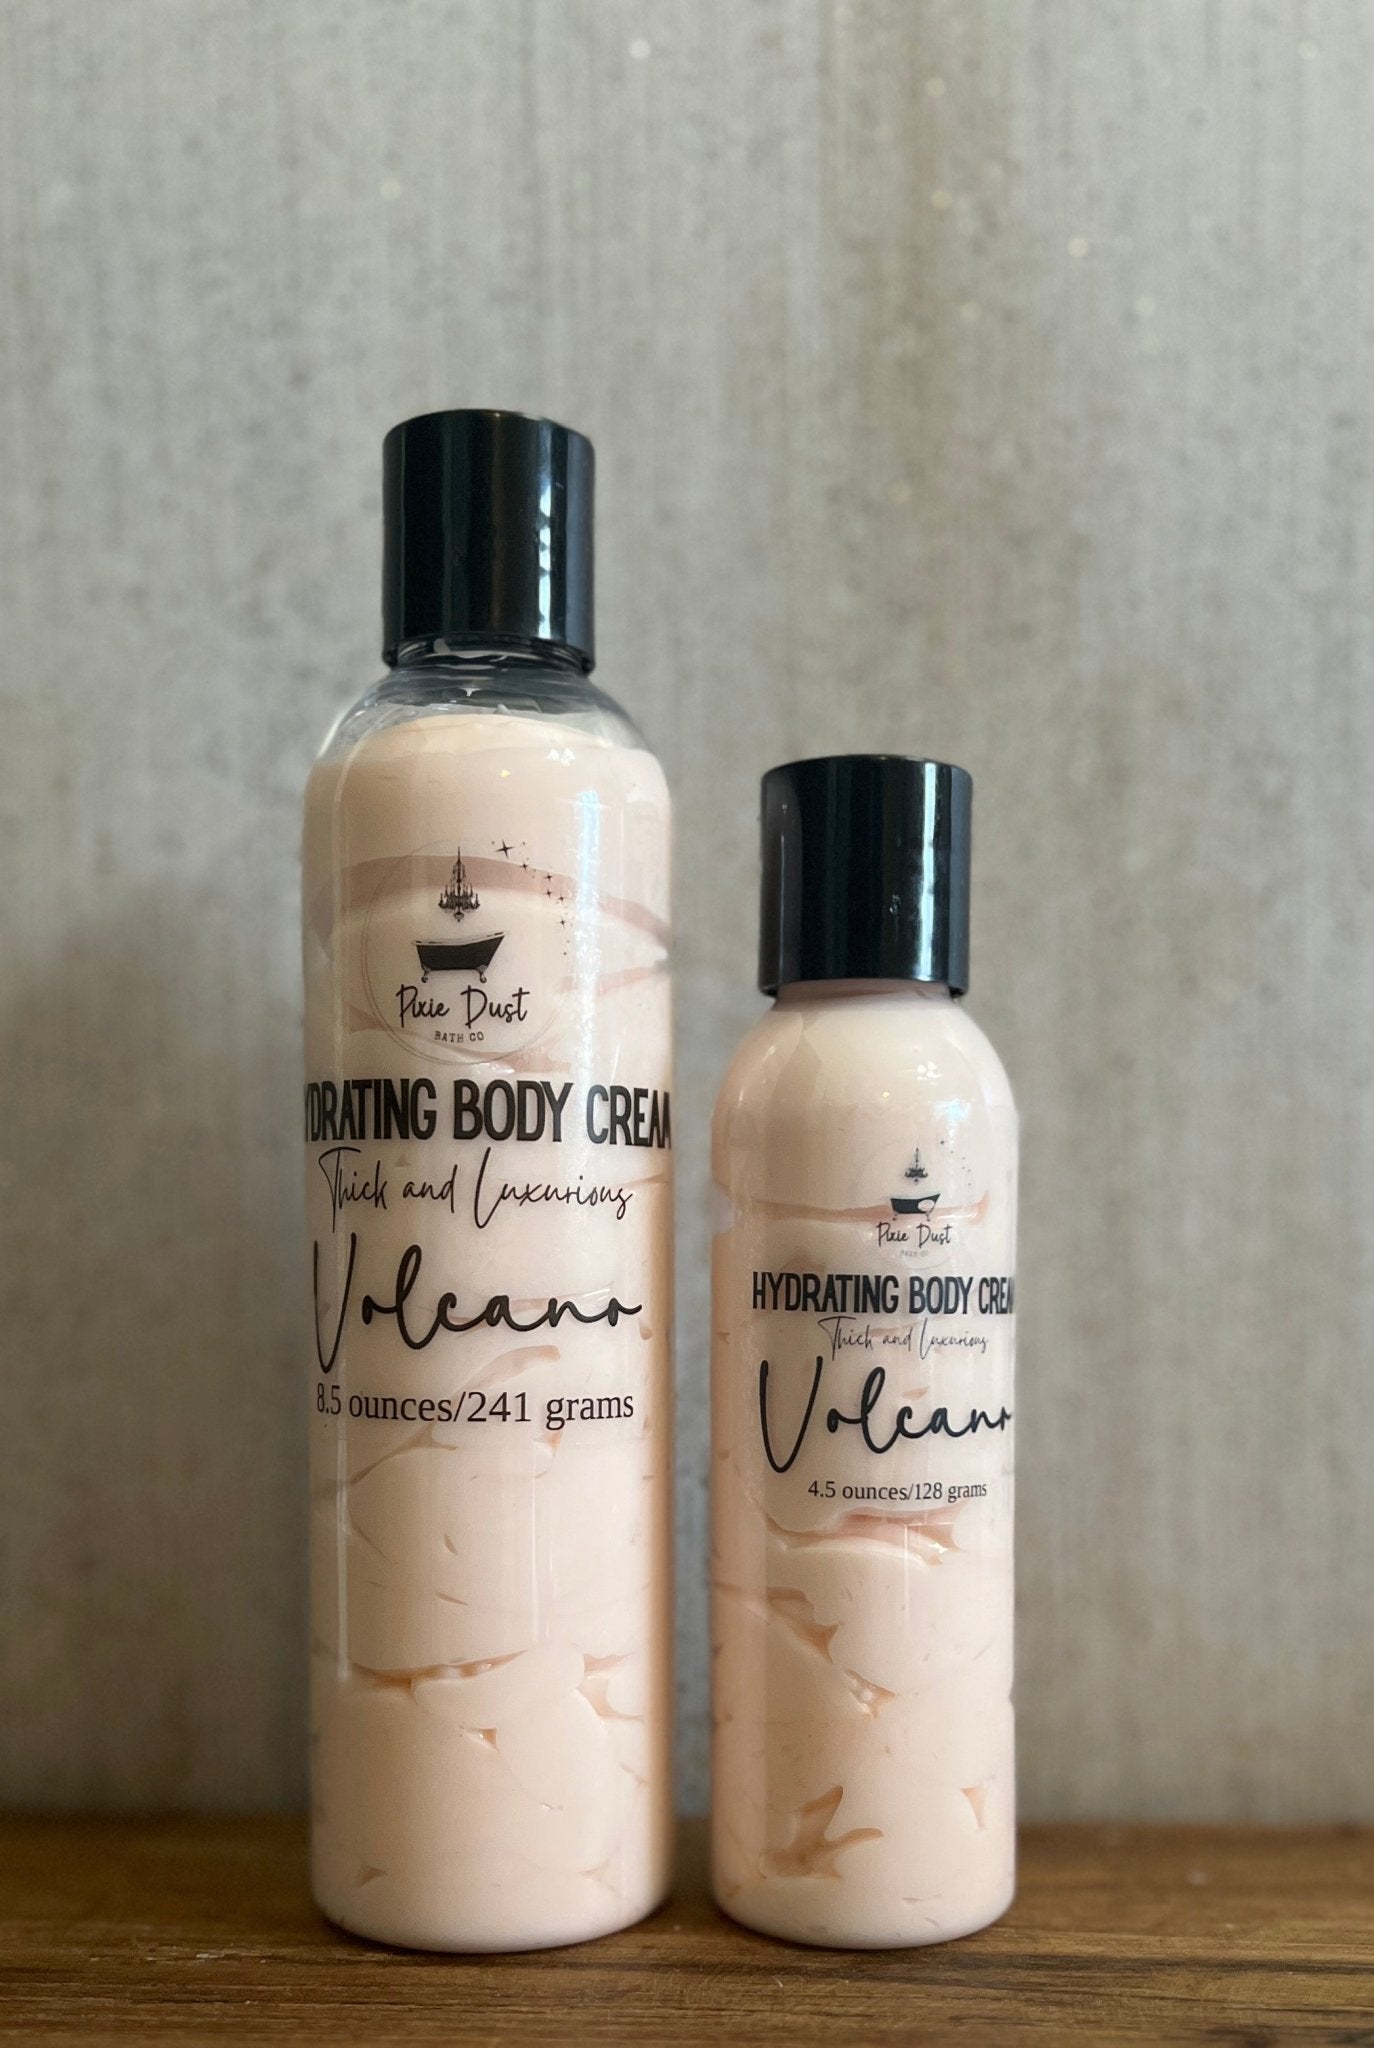 Pixie Dust
BATH CO
HYDRATING BODY CREAM
Thick and Luxurious
Volcano
8.5 ounces/241 grams
Pixie Dust
BATH CO
HYDRATING BODY CREAM
Thick and Luxurious
Volcano
4.5 ounces/128 grams